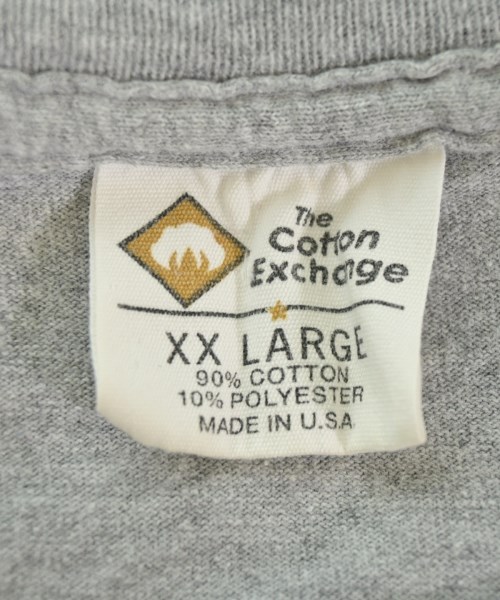 The
Cotton
Exchange
XX LARGE
90% COTTON
10% POLYESTER
MADE IN U.S.A